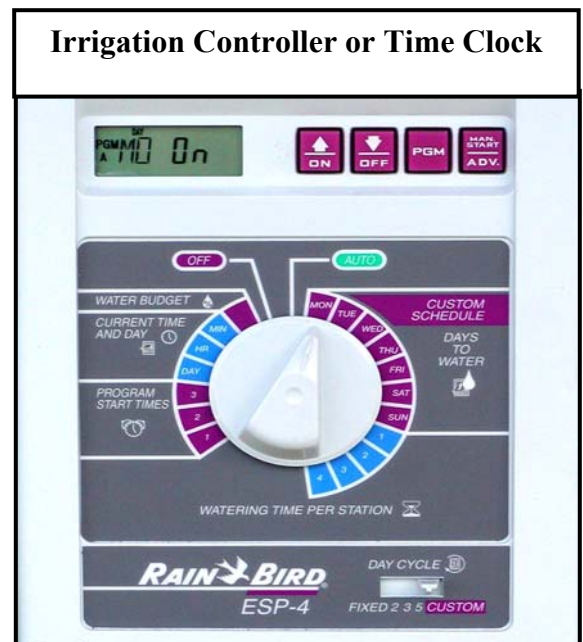 Irrigation Controller or Time Clock
DAY
PGM MO On
A
ON
OFF
PGM
MAN.
START
ADV.
OFF
AUTO
WATER BUDGET
CURRENT TIME
AND DAY
PROGRAM
START TIMES
MIN
HR
DAY
3
2
1
MON
TUE
WED
THU
FRI
SAT
SUN
1
2
3
4
CUSTOM
SCHEDULE
DAYS
TO
WATER
WATERING TIME PER STATION
RAIN BIRD
ESP-4
DAY CYCLE
FIXED 2 3 5 CUSTOM